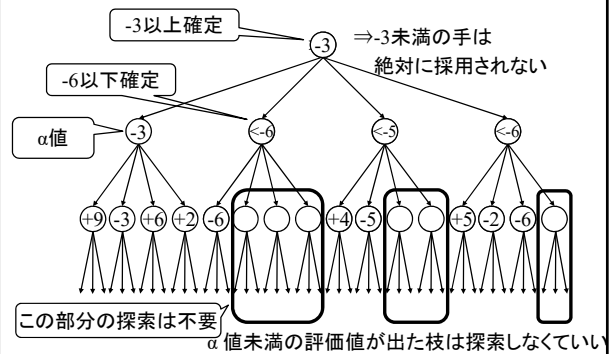 -3以上確定
-3
⇒-3未満の手は
絶対に採用されない
-6以下確定
α値
-3
<-6
<-5
<-6
+9 -3 +6 +2 -6 +4 -5 +5 -2 -6
この部分の探索は不要
α値未満の評価値が出た枝は探索しなくていい